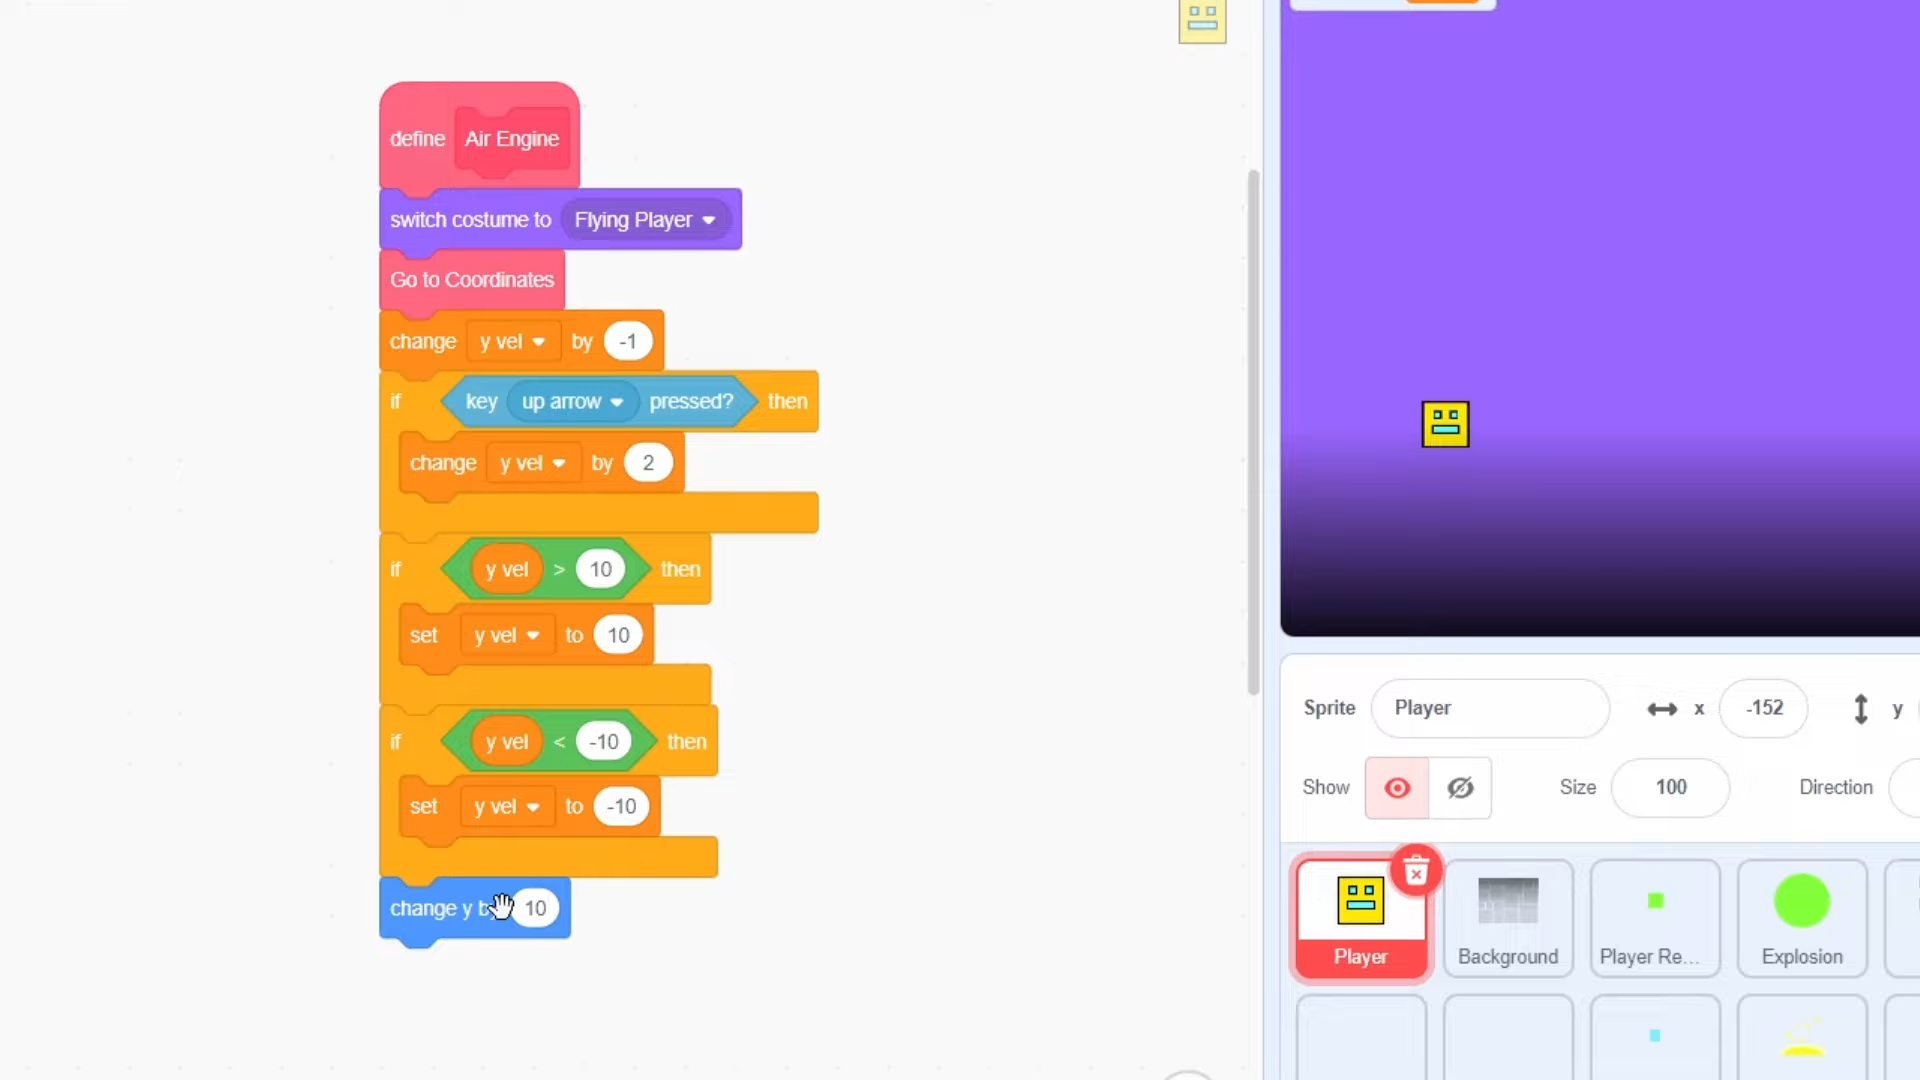 define Air Engine
switch costume to Flying Player
Go to Coordinates
change y vel by -1
if key up arrow pressed? then
change y vel by 2
if y vel > 10 then
set y vel to 10
if y vel < -10 then
set y vel to -10
change y by 10
Sprite Player x -152 y
Show Size 100 Direction
Player Background Player Re... Explosion